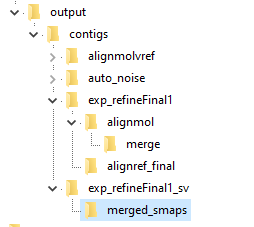 output
contigs
alignmolvref
auto_noise
exp_refineFinal1
alignmol
merge
alignref_final
exp_refineFinal1_sv
merged_smaps